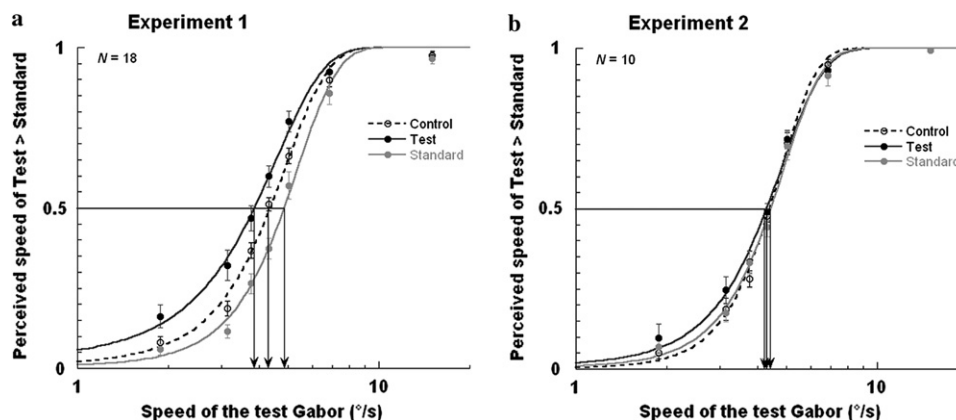 a
Experiment 1
N = 18
Perceived speed of Test > Standard
1
0.5
0
Control
Test
Standard
1
10
Speed of the test Gabor (°/s)
b
Experiment 2
N = 10
Perceived speed of Test > Standard
1
0.5
0
Control
Test
Standard
1
10
Speed of the test Gabor (°/s)